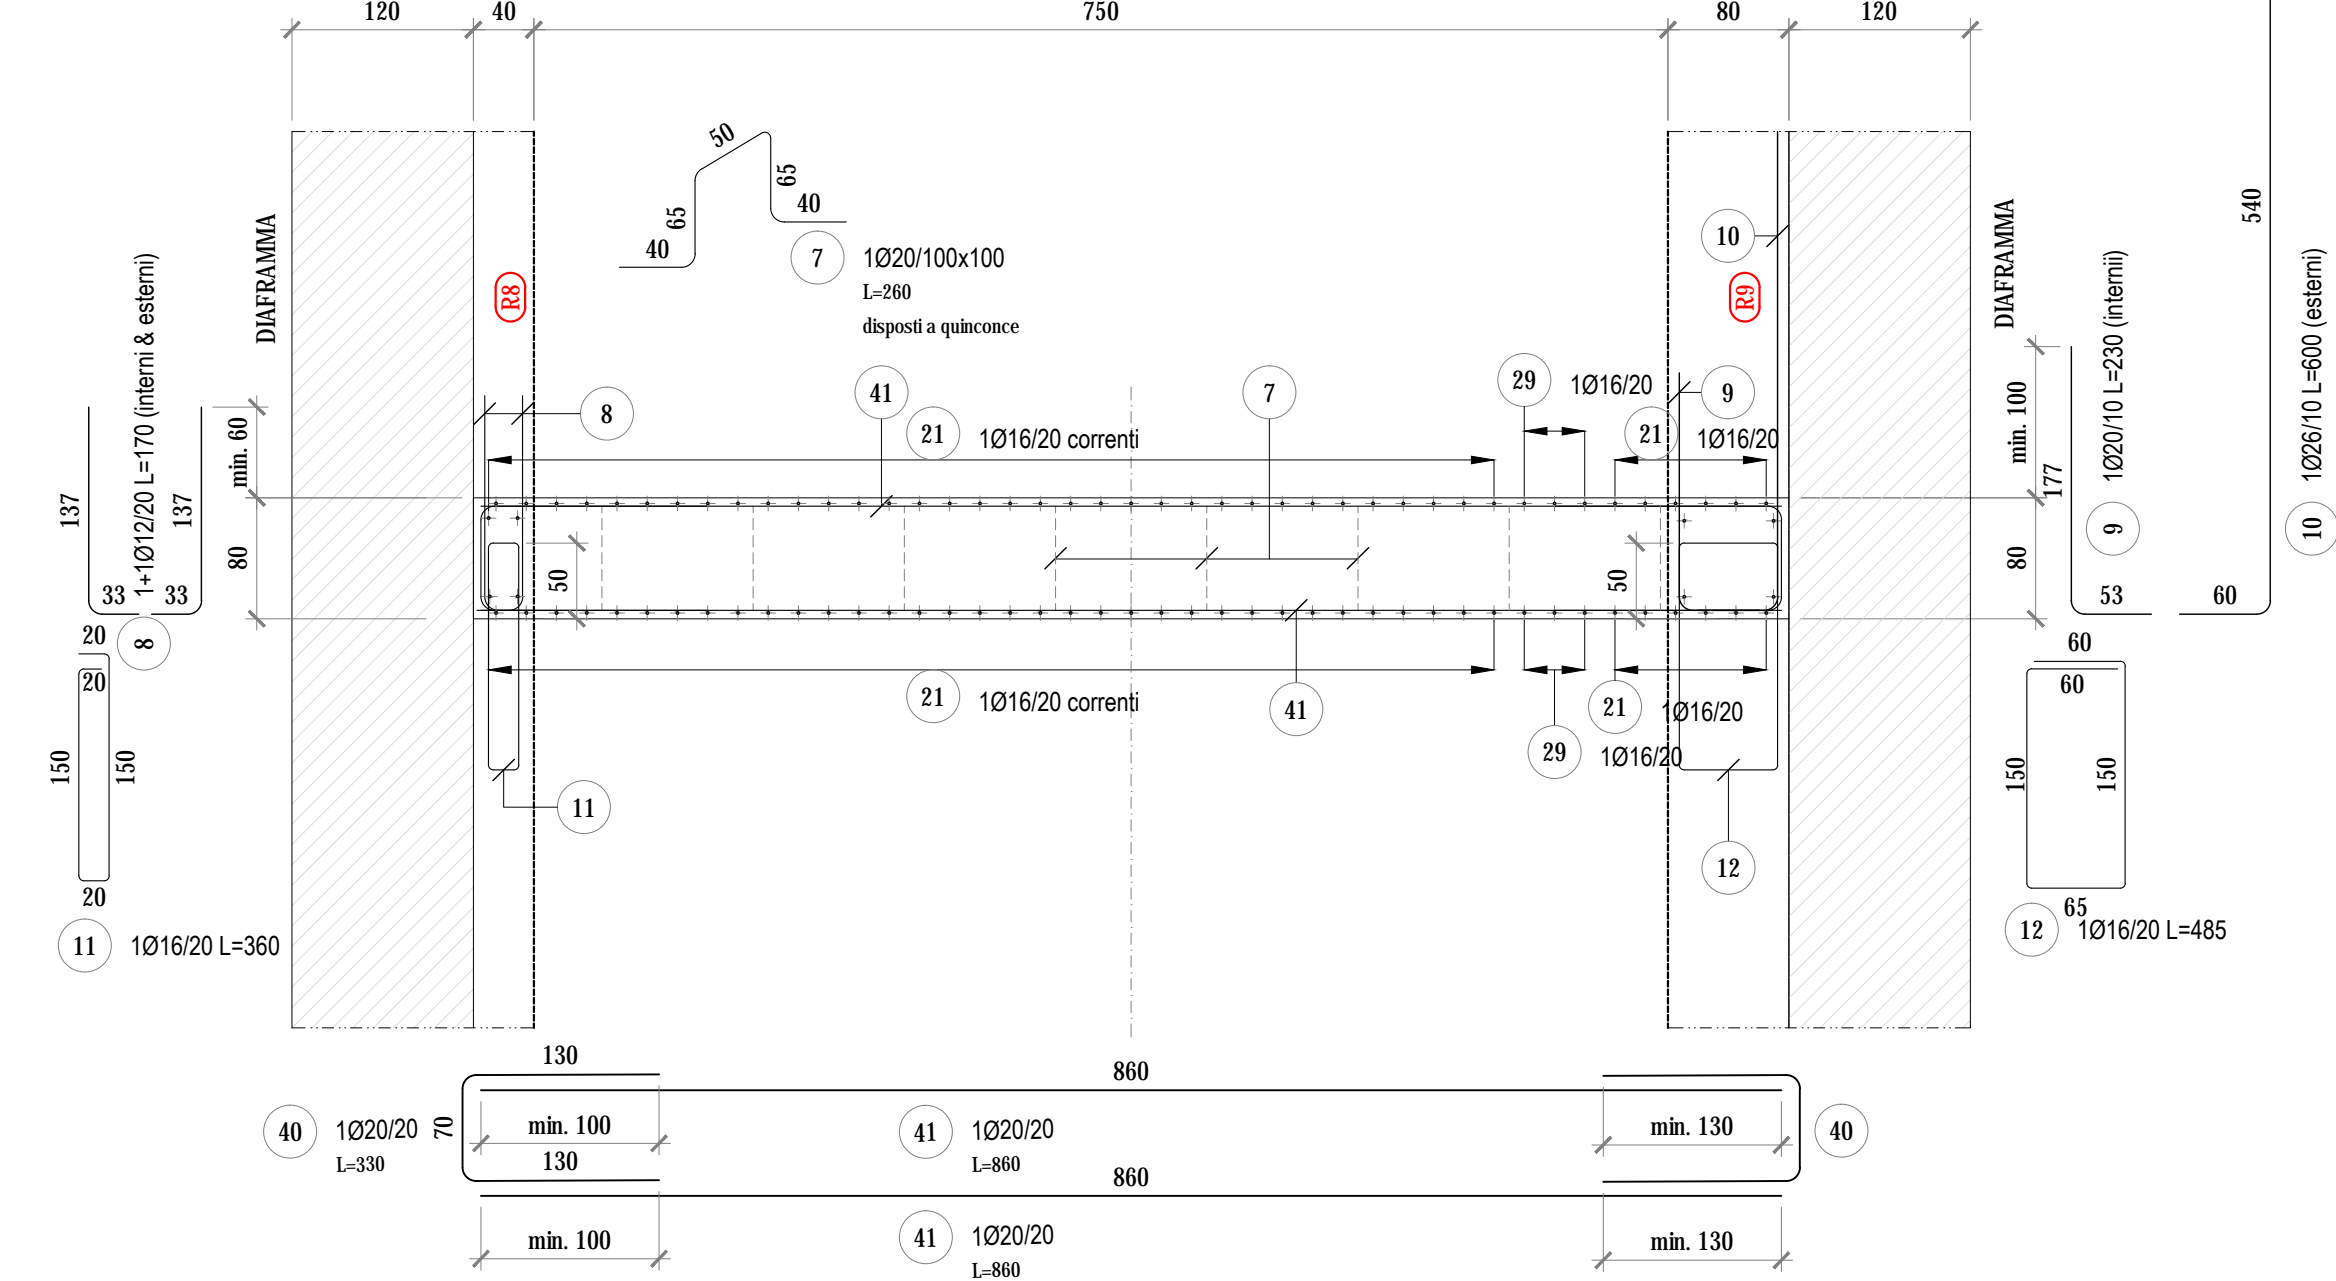 120
40
750
80
120
540
50
65
65
40
40
7
1Ø20/100x100
L=260
disposti a quinconce
R8
R9
DIAFRAMMA
DIAFRAMMA
10
1+1Ø12/20 L=170 (interni & esterni)
137
137
33
33
8
min. 60
80
8
41
21
1Ø16/20 correnti
7
29
1Ø16/20
9
21
1Ø16/20
min. 100
177
80
53
60
9
1Ø20/10 L=230 (internii)
10
1Ø26/10 L=600 (esterni)
50
50
20
20
150
150
20
11
1Ø16/20 L=360
21
1Ø16/20 correnti
41
29
1Ø16/20
21
1Ø16/20
11
12
60
60
150
150
65
12
1Ø16/20 L=485
130
860
40
1Ø20/20
L=330
70
min. 100
130
41
1Ø20/20
L=860
min. 130
40
860
min. 100
41
1Ø20/20
L=860
min. 130